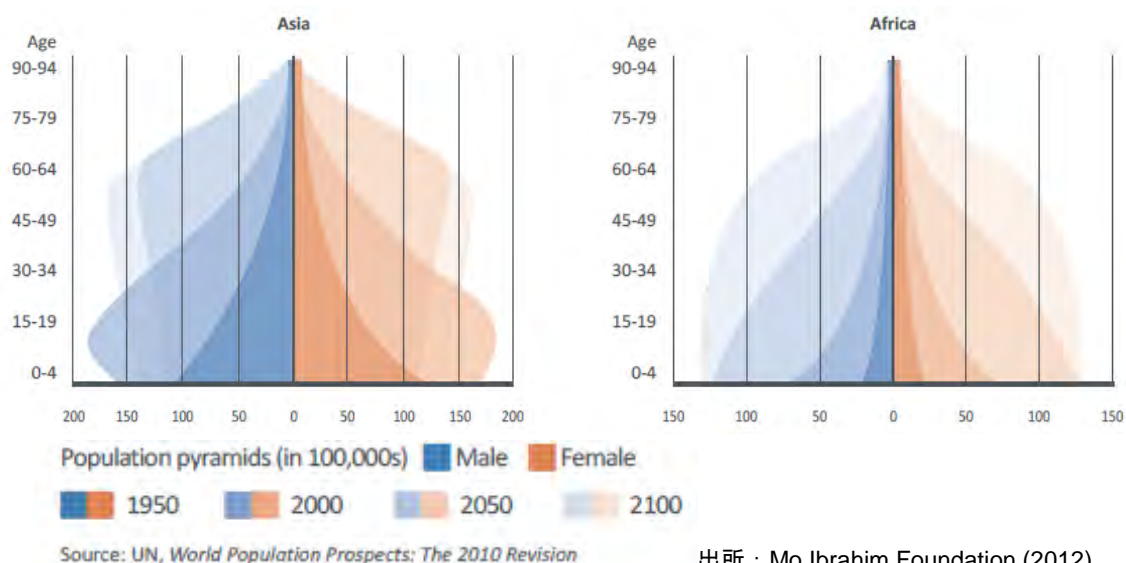 Asia
Age
90-94
75-79
60-64
45-49
30-34
15-19
0-4
200 150 100 50 0 50 100 150 200
Africa
Age
90-94
75-79
60-64
45-49
30-34
15-19
0-4
150 100 50 0 50 100 150
Population pyramids (in 100,000s) Male Female
1950 2000 2050 2100
Source: UN, World Population Prospects: The 2010 Revision
出所：Mo Ibrahim Foundation (2012)